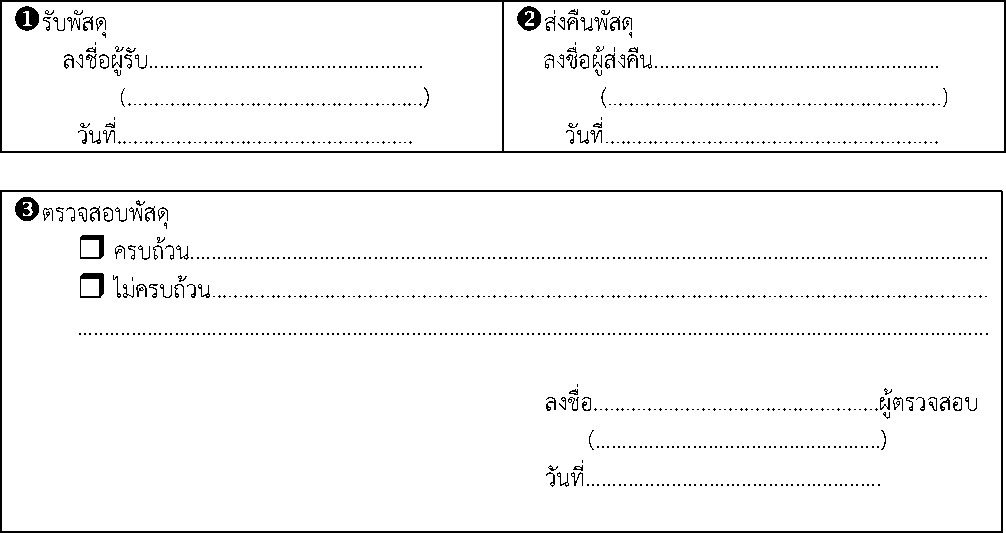 ❶รับพัสดุ
ลงชื่อผู้รับ..........................................
(..............................................)
วันที่..............................................
❷ส่งคืนพัสดุ
ลงชื่อผู้ส่งคืน............................................
(....................................................)
วันที่....................................................
❸ตรวจสอบพัสดุ
❒ ครบถ้วน............................................................................................................................
❒ ไม่ครบถ้วน.........................................................................................................................
..............................................................................................................................................
ลงชื่อ............................................ผู้ตรวจสอบ
(............................................)
วันที่..............................................